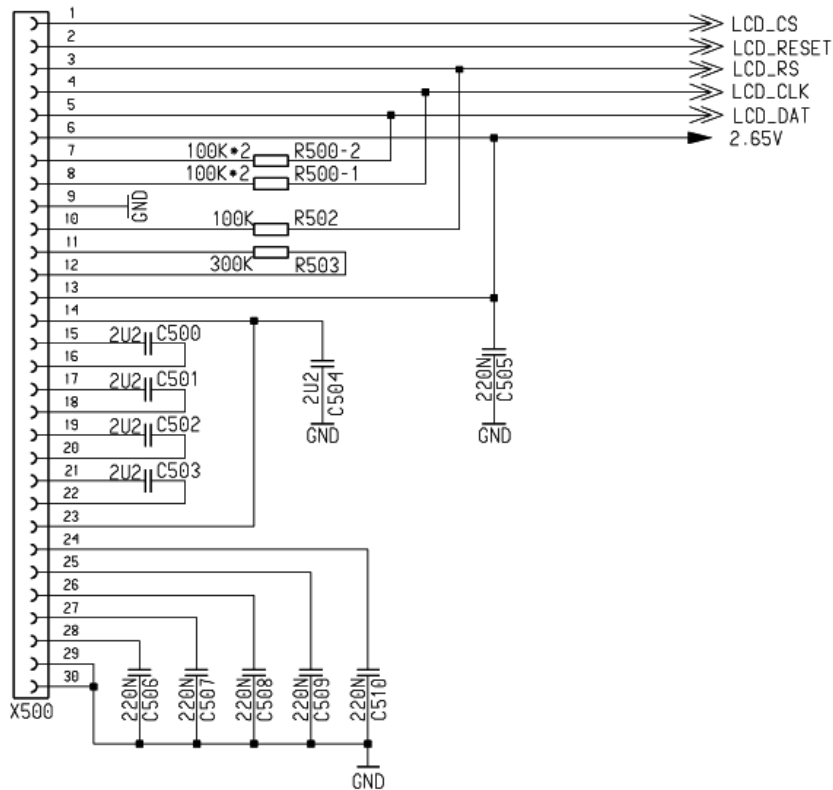 1 LCD_CS
2 LCD_RESET
3 LCD_RS
4 LCD_CLK
5 LCD_DAT
6 2.65V
7 100K*2 R500-2
8 100K*2 R500-1
9 GND
10 100K R502
11
12 300K R503
13
14
15 2U2 C500
16
17 2U2 C501
18
19 2U2 C502
20
21 2U2 C503
22
23
24
25
26
27
28
29
30
2U2 C504
GND
220N C505
GND
220N C506
220N C507
220N C508
220N C509
220N C510
X500
GND